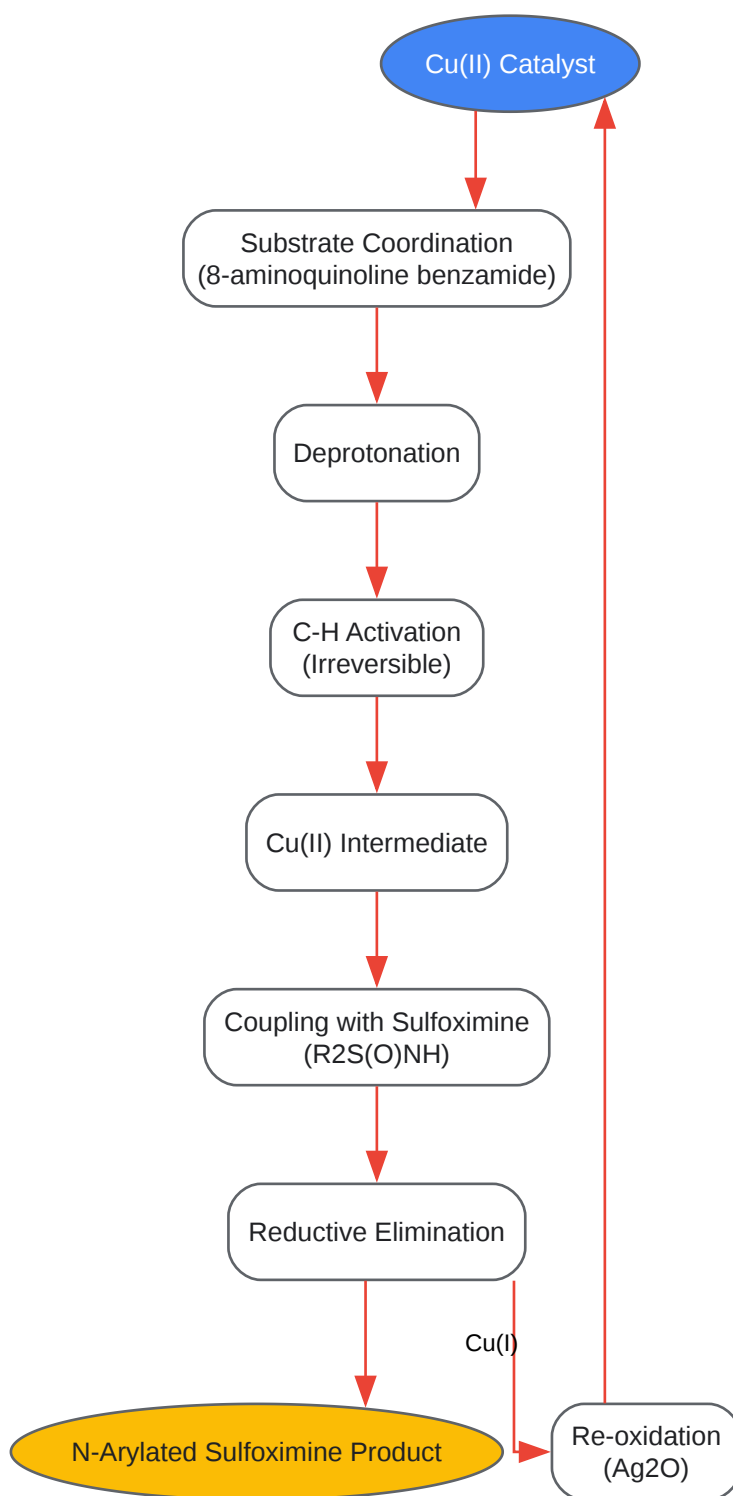 Cu(II) Catalyst
Substrate Coordination
(8-aminoquinoline benzamide)
Deprotonation
C-H Activation
(Irreversible)
Cu(II) Intermediate
Coupling with Sulfoximine
(R2S(O)NH)
Reductive Elimination
Cu(I)
N-Arylated Sulfoximine Product
Re-oxidation
(Ag2O)